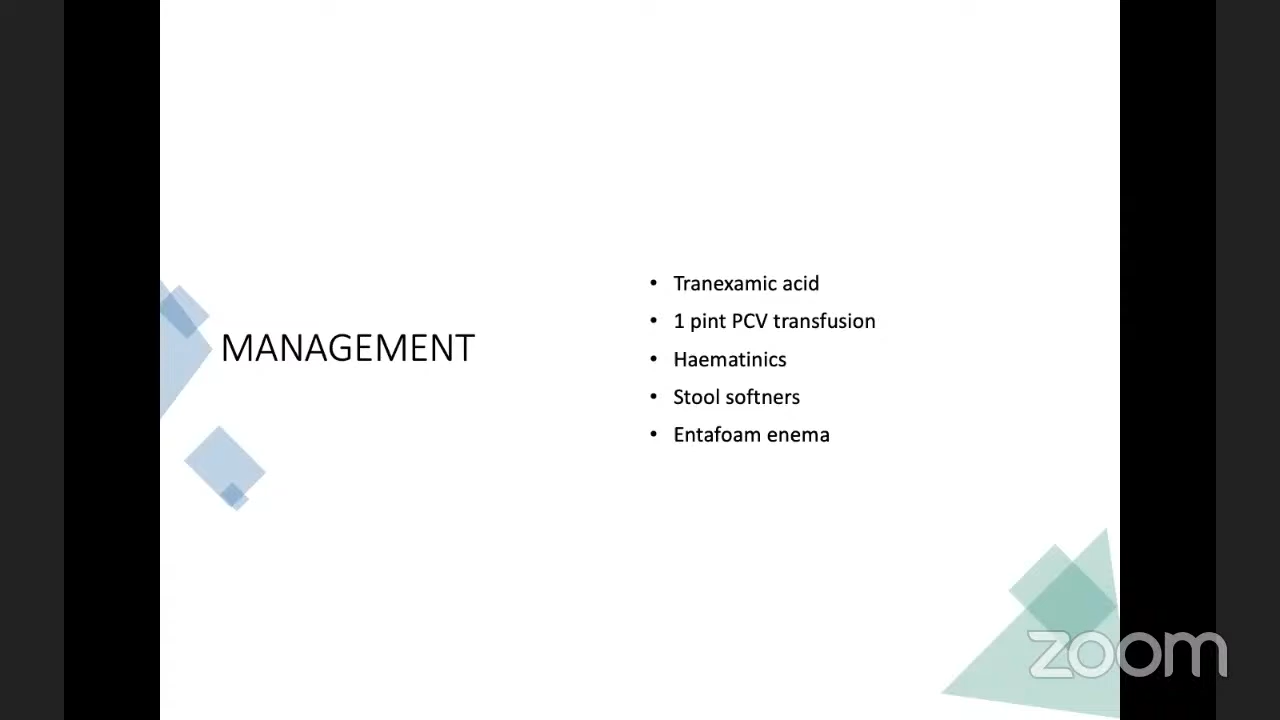 MANAGEMENT
• Tranexamic acid
• 1 pint PCV transfusion
• Haematinics
• Stool softners
• Entafoam enema
zoom